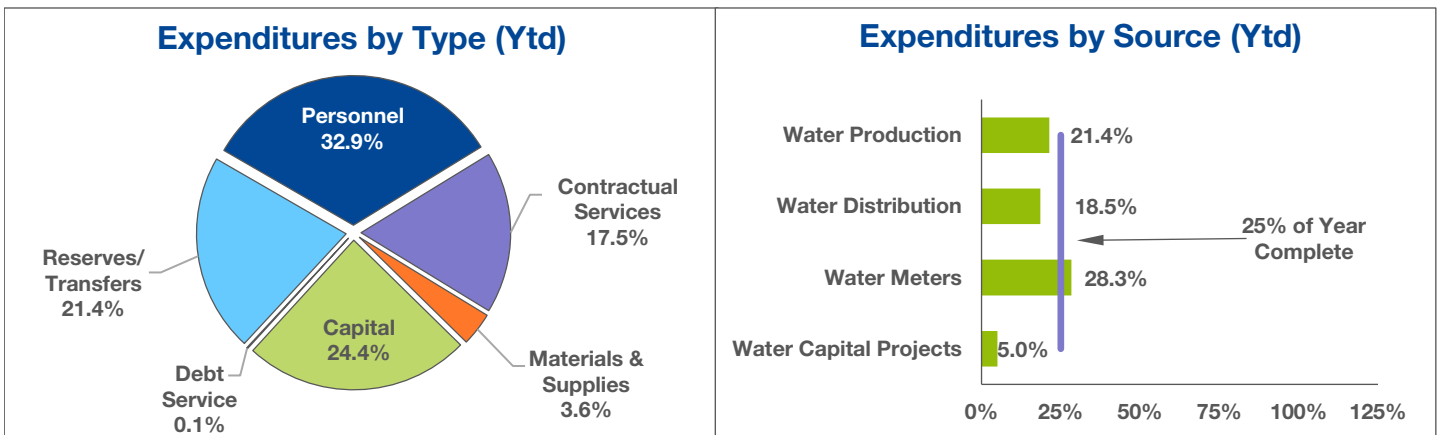 Expenditures by Type (Ytd)
Personnel
32.9%
Contractual
Services
17.5%
Materials &
Supplies
3.6%
Capital
24.4%
Debt
Service
0.1%
Reserves/
Transfers
21.4%
Expenditures by Source (Ytd)
Water Production
21.4%
Water Distribution
18.5%
Water Meters
28.3%
Water Capital Projects
5.0%
25% of Year
Complete
0% 25% 50% 75% 100% 125%